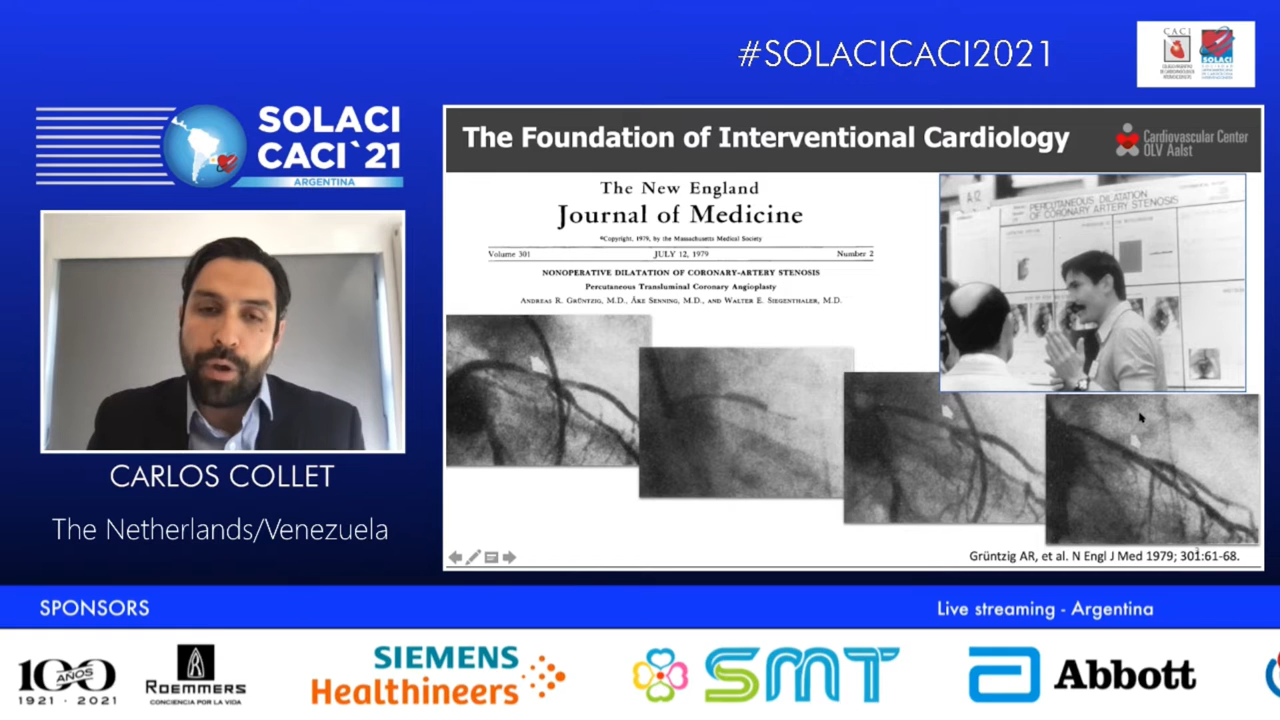 #SOLACICACI2021
CACI
SOLACI
SOLACI
CACI`21
ARGENTINA
CARLOS COLLET
The Netherlands/Venezuela
The Foundation of Interventional Cardiology
Cardiovascular Center
OLV Aalst
The New England
Journal of Medicine
©Copyright, 1979, by the Massachusetts Medical Society
Volume 301 JULY 12, 1979 Number 2
NONOPERATIVE DILATATION OF CORONARY-ARTERY STENOSIS
Percutaneous Transluminal Coronary Angioplasty
ANDREAS R. GRÜNTZIG, M.D., ÅKE SENNING, M.D., AND WALTER E. SIEGENTHALER, M.D.
A 12
PERCUTANEOUS DILATATION
OF CORONARY ARTERY STENOSIS
Grüntzig AR, et al. N Engl J Med 1979; 301:61-68.
SPONSORS
Live streaming - Argentina
100
AÑOS
1921 · 2021
ROEMMERS
CONCIENCIA POR LA VIDA
SIEMENS
Healthineers
SMT
Abbott